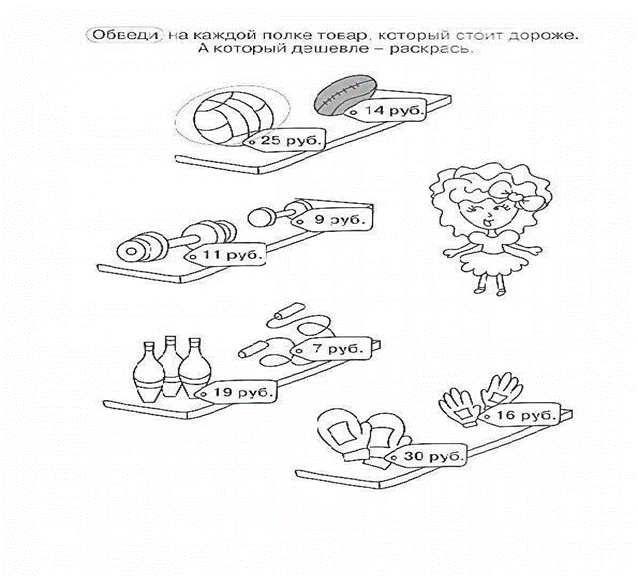 Обведи на каждой полке товар, который стоит дороже.
А который дешевле – раскрась.
14 руб.
25 руб.
9 руб.
11 руб.
7 руб.
19 руб.
16 руб.
30 руб.